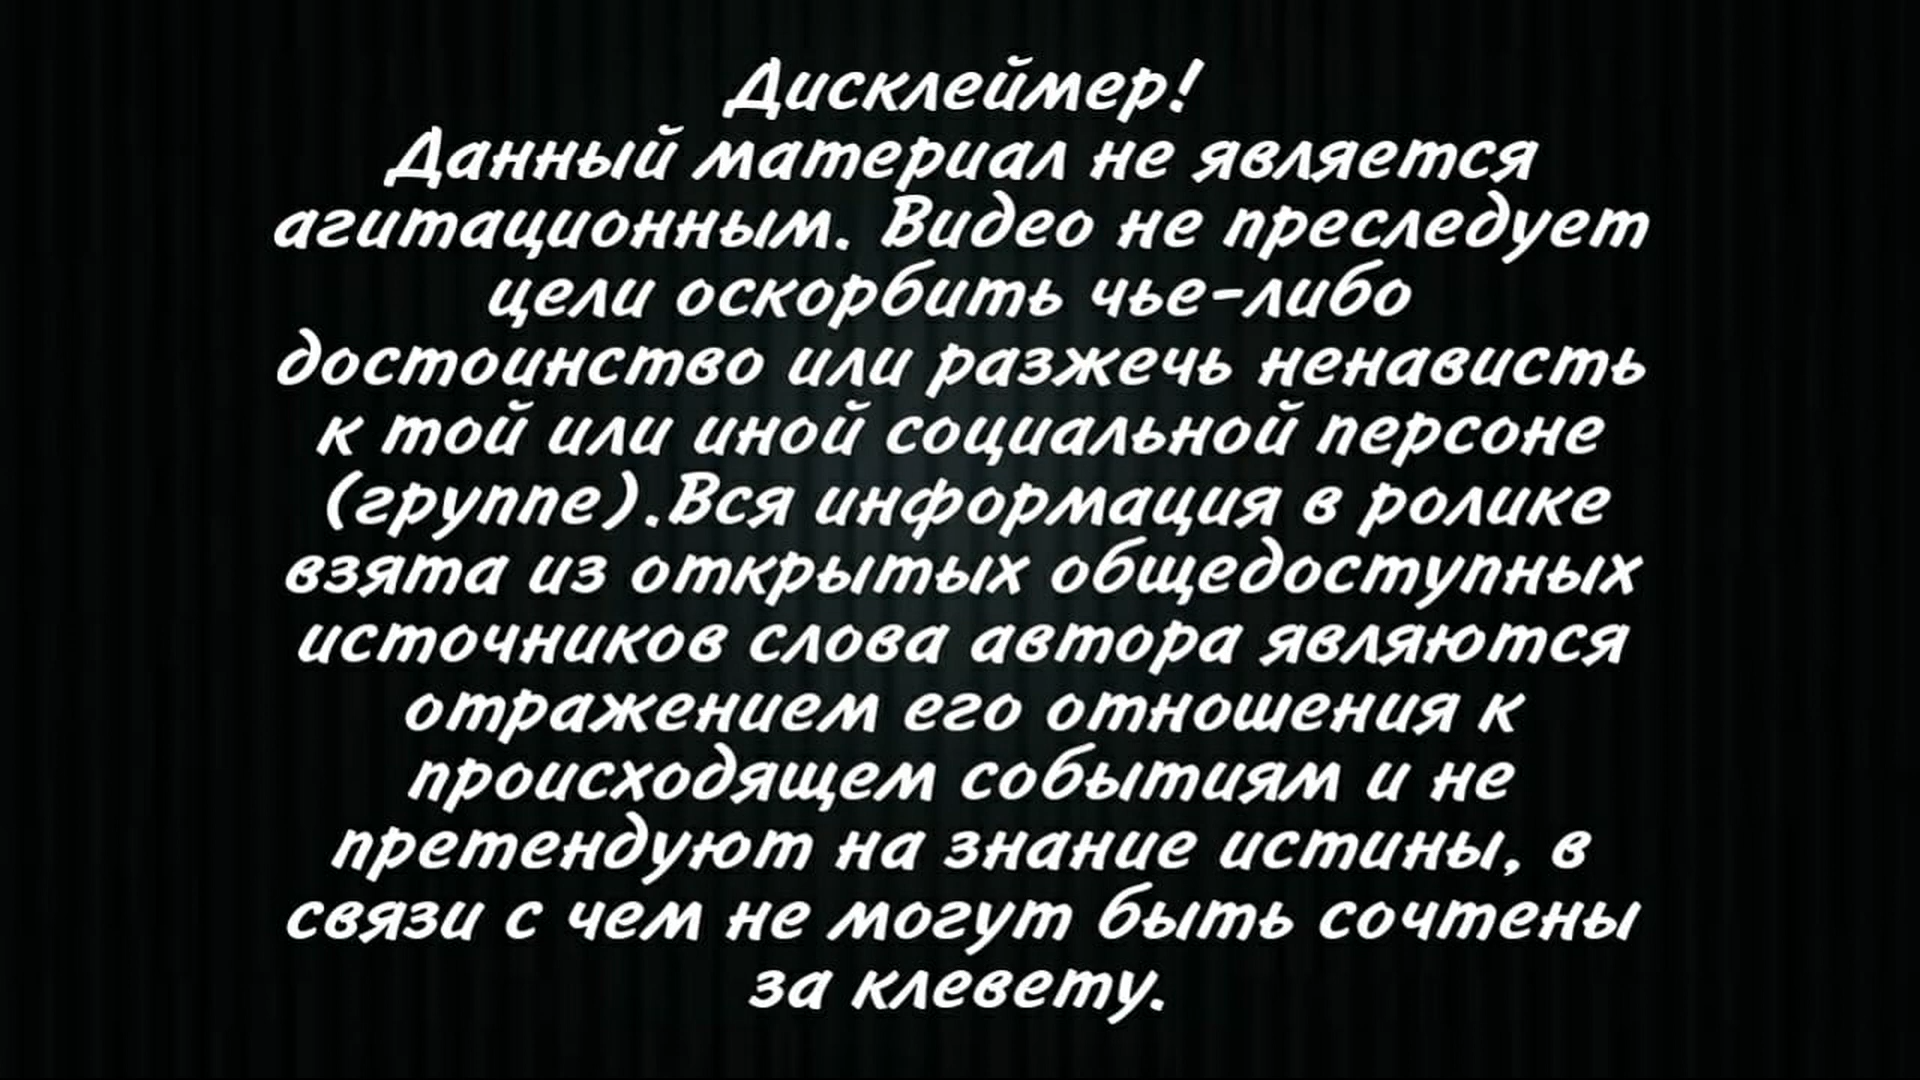 Дисклеймер!
Данный материал не является
агитационным. Видео не преследует
цели оскорбить чье-либо
достоинство или разжечь ненависть
к той или иной социальной персоне
(группе).Вся информация в ролике
взята из открытых общедоступных
источников слова автора являются
отражением его отношения к
происходящем событиям и не
претендуют на знание истины, в
связи с чем не могут быть сочтены
за клевету.